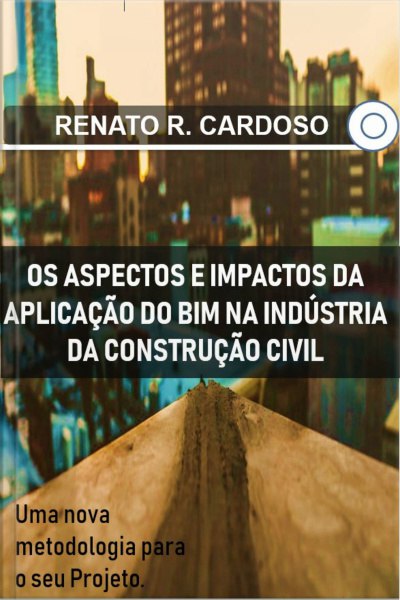 RENATO R. CARDOSO
OS ASPECTOS E IMPACTOS DA
APLICAÇÃO DO BIM NA INDÚSTRIA
DA CONSTRUÇÃO CIVIL
Uma nova
metodologia para
o seu Projeto.